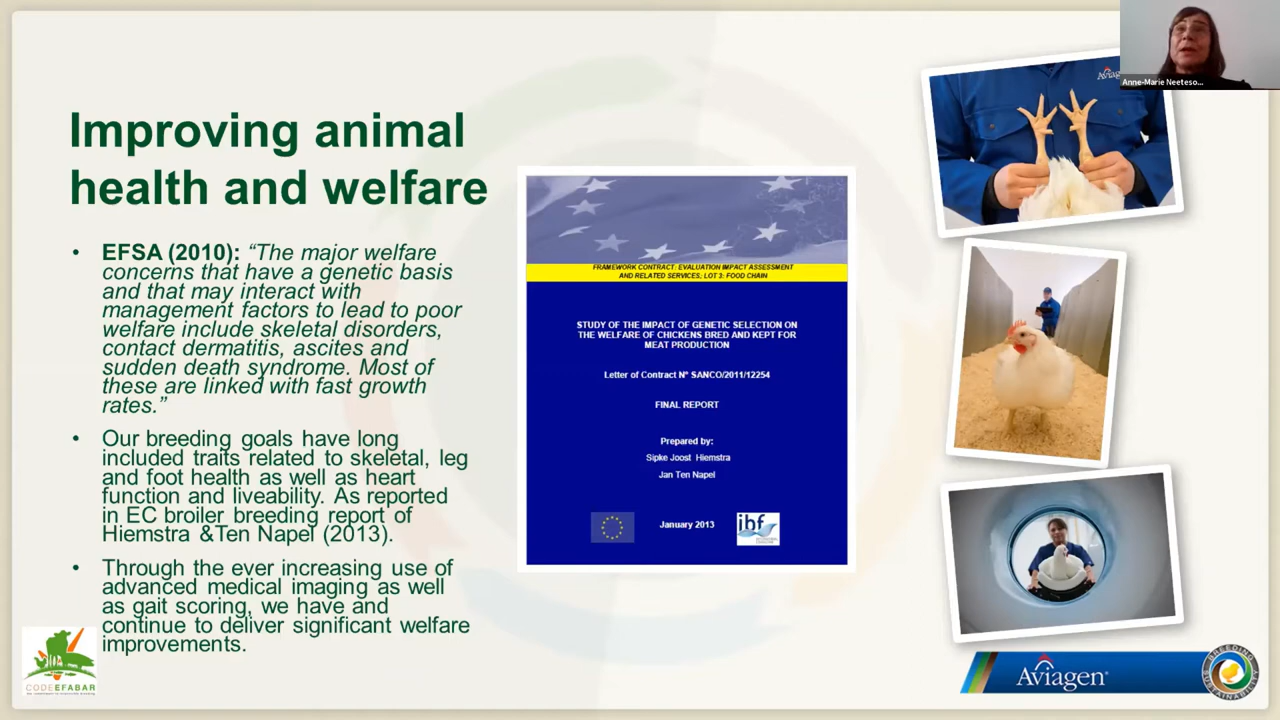 Improving animal
health and welfare
• EFSA (2010): “The major welfare
concerns that have a genetic basis
and that may interact with
management factors to lead to poor
welfare include skeletal disorders,
contact dermatitis, ascites and
sudden death syndrome. Most of
these are linked with fast growth
rates.”
• Our breeding goals have long
included traits related to skeletal, leg
and foot health as well as heart
function and liveability. As reported
in EC broiler breeding report of
Hiemstra &Ten Napel (2013).
• Through the ever increasing use of
advanced medical imaging as well
as gait scoring, we have and
continue to deliver significant welfare
improvements.
CODEEFABAR
FRAMEWORK CONTRACT: EVALUATION IMPACT ASSESSMENT
AND RELATED SERVICES; LOT 3: FOOD CHAIN
STUDY OF THE IMPACT OF GENETIC SELECTION ON
THE WELFARE OF CHICKENS BRED AND KEPT FOR
MEAT PRODUCTION
Letter of Contract N° SANCO/2011/12254
FINAL REPORT
Prepared by:
Sipke Joost Hiemstra
Jan Ten Napel
January 2013
ibf
Anne-Marie Neeteso...
Aviagen®
BREEDING
SUSTAINABILITY